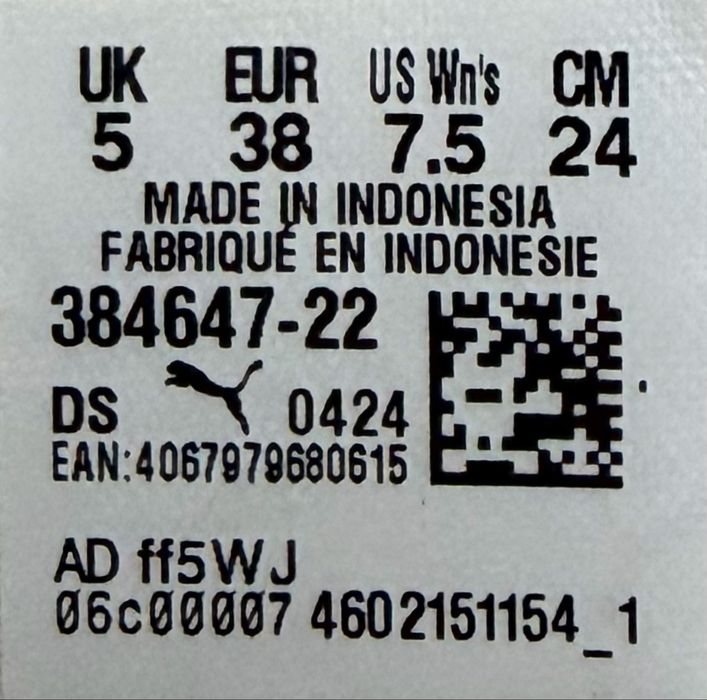 UK EUR US Wn's CM
5 38 7.5 24
MADE IN INDONESIA
FABRIQUÉ EN INDONESIE
384647-22
DS 0424
EAN:4067979680615
AD ff5WJ
06c00007 4602151154_1